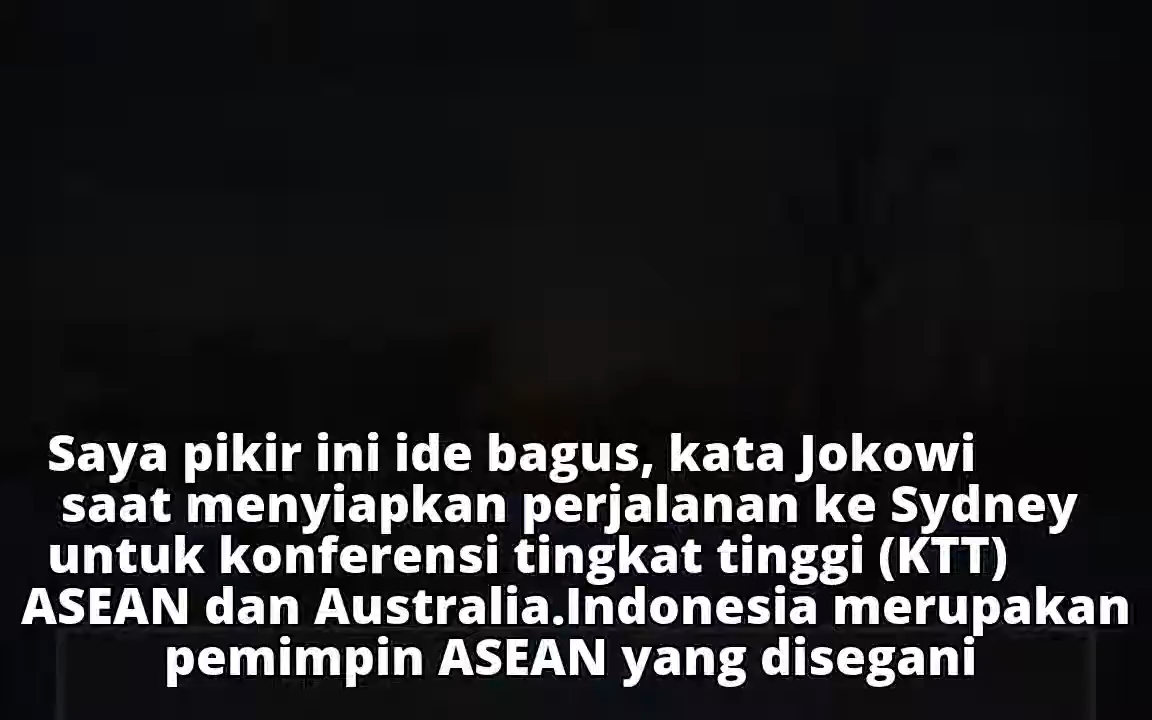 Saya pikir ini ide bagus, kata Jokowi
saat menyiapkan perjalanan ke Sydney
untuk konferensi tingkat tinggi (KTT)
ASEAN dan Australia.Indonesia merupakan
pemimpin ASEAN yang disegani